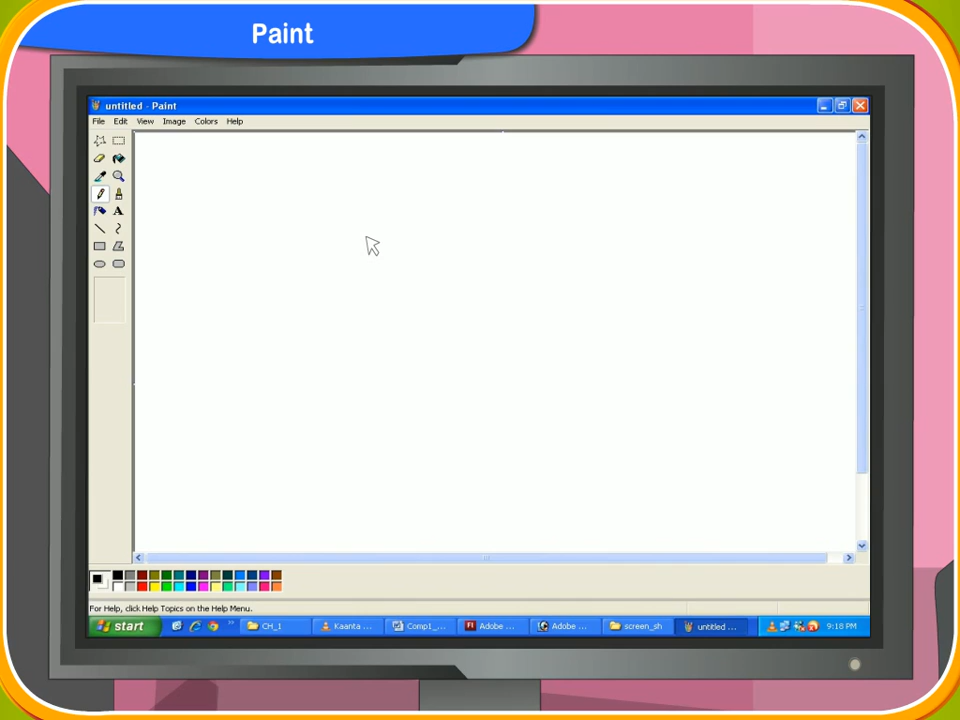 Paint
untitled - Paint
File Edit View Image Colors Help
A
For Help, click Help Topics on the Help Menu.
start CH_1 Kaanta ... Comp1_... Adobe ... Adobe ... screen_sh untitled ... 9:18 PM